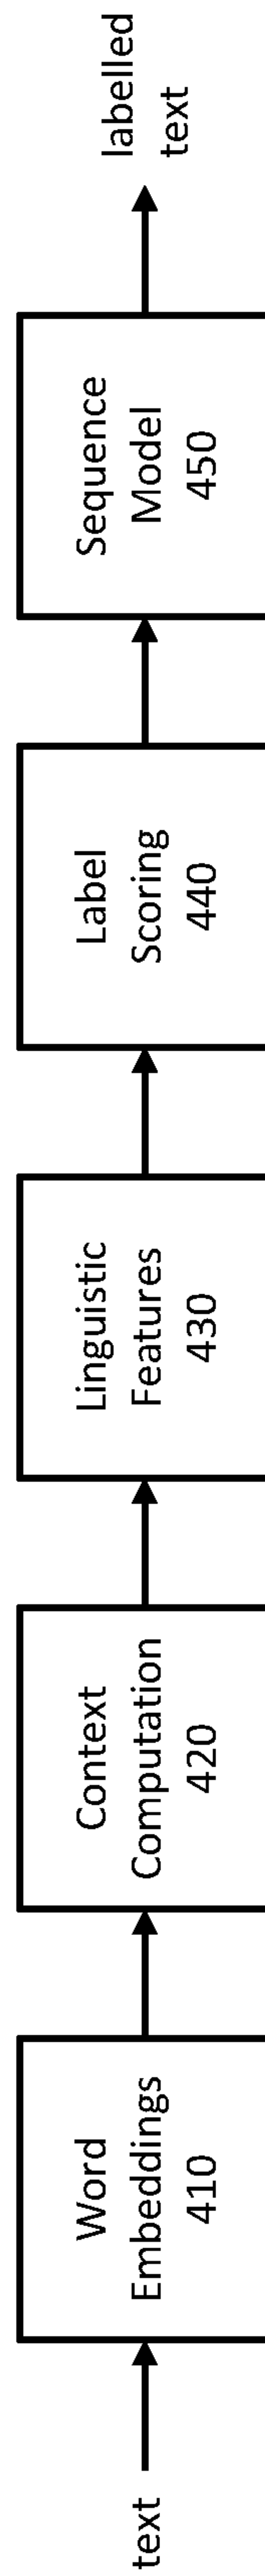 text
Word
Embeddings
410
Context
Computation
420
Linguistic
Features
430
Label
Scoring
440
Sequence
Model
450
labelled
text